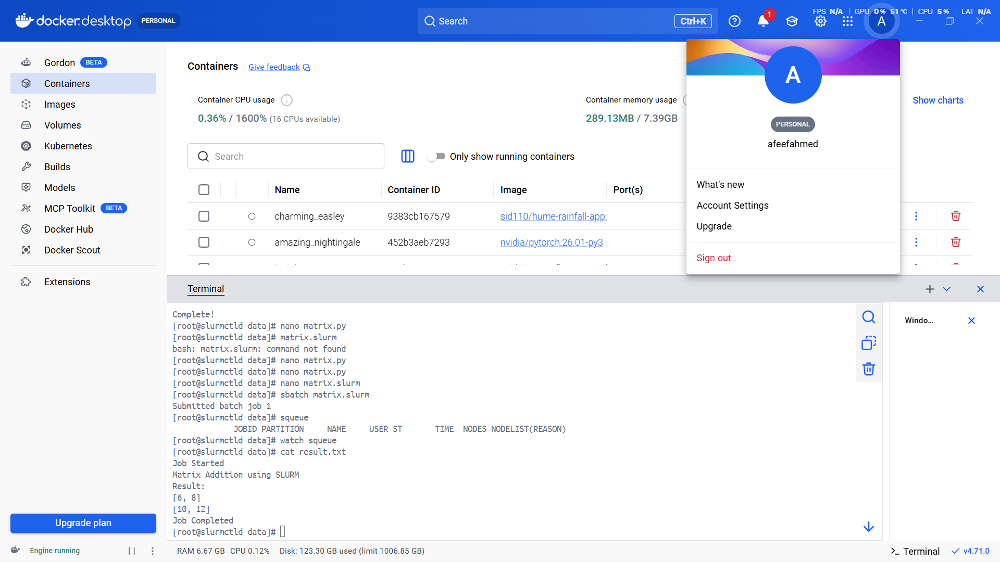 docker.desktop PERSONAL
Search Ctrl+K
1
FPS N/A | GPU 0% 51 °C | CPU 5% | LAT N/A
A
Gordon BETA
Containers
Images
Volumes
Kubernetes
Builds
Models
MCP Toolkit BETA
Docker Hub
Docker Scout
Extensions
Upgrade plan
Containers Give feedback
Container CPU usage
0.36% / 1600% (16 CPUs available)
Container memory usage
289.13MB / 7.39GB
Show charts
Search
Only show running containers
Name Container ID Image Port(s)
charming_easley 9383cb167579 sid110/hume-rainfall-app:
amazing_nightingale 452b3aeb7293 nvidia/pytorch:26.01-py3
A
PERSONAL
afeefahmed
What's new
Account Settings
Upgrade
Sign out
Terminal
Complete!
[root@slurmctld data]# nano matrix.py
[root@slurmctld data]# matrix.slurm
bash: matrix.slurm: command not found
[root@slurmctld data]# nano matrix.py
[root@slurmctld data]# nano matrix.py
[root@slurmctld data]# nano matrix.slurm
[root@slurmctld data]# sbatch matrix.slurm
Submitted batch job 1
[root@slurmctld data]# squeue
JOBID PARTITION NAME USER ST TIME NODES NODELIST(REASON)
[root@slurmctld data]# watch squeue
[root@slurmctld data]# cat result.txt
Job Started
Matrix Addition using SLURM
Result:
[6, 8]
[10, 12]
Job Completed
[root@slurmctld data]#
Windo...
Engine running
RAM 6.67 GB CPU 0.12% Disk: 123.30 GB used (limit 1006.85 GB)
Terminal v4.71.0